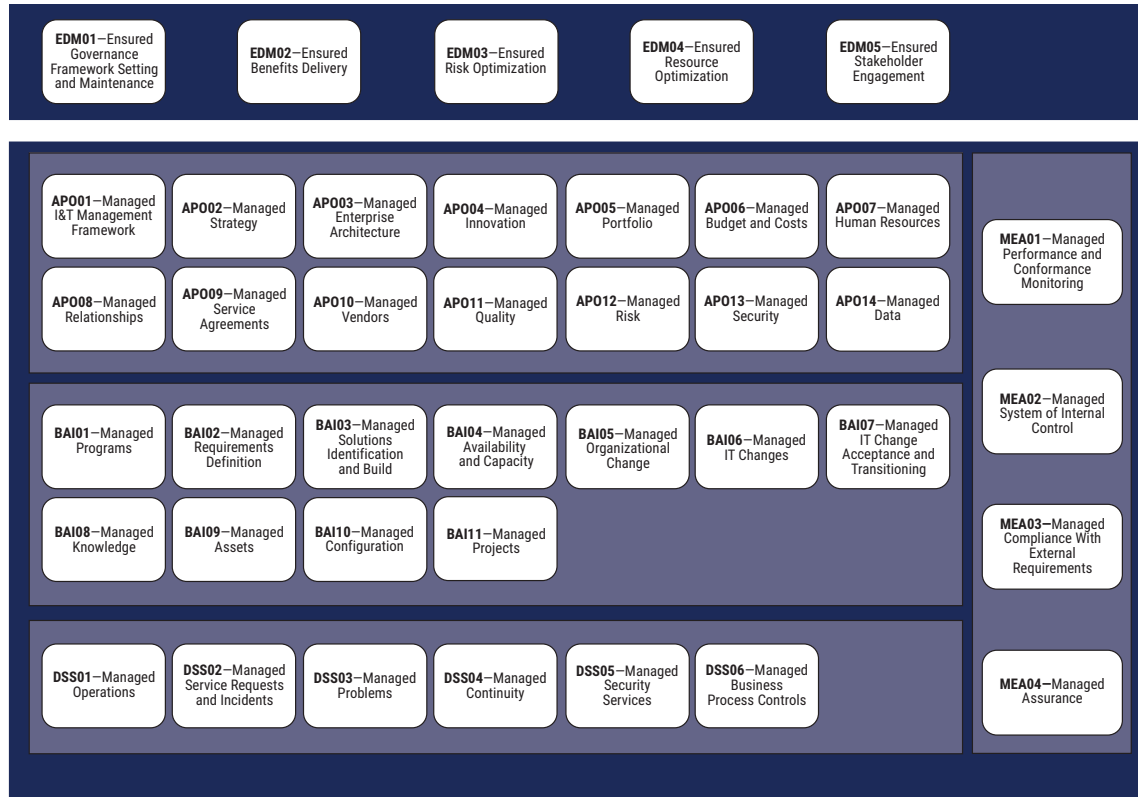 EDM01—Ensured
Governance
Framework Setting
and Maintenance
EDM02—Ensured
Benefits Delivery
EDM03—Ensured
Risk Optimization
EDM04—Ensured
Resource
Optimization
EDM05—Ensured
Stakeholder
Engagement
APO01—Managed
I&T Management
Framework
APO02—Managed
Strategy
APO03—Managed
Enterprise
Architecture
APO04—Managed
Innovation
APO05—Managed
Portfolio
APO06—Managed
Budget and Costs
APO07—Managed
Human Resources
APO08—Managed
Relationships
APO09—Managed
Service
Agreements
APO10—Managed
Vendors
APO11—Managed
Quality
APO12—Managed
Risk
APO13—Managed
Security
APO14—Managed
Data
BAI01—Managed
Programs
BAI02—Managed
Requirements
Definition
BAI03—Managed
Solutions
Identification
and Build
BAI04—Managed
Availability
and Capacity
BAI05—Managed
Organizational
Change
BAI06—Managed
IT Changes
BAI07—Managed
IT Change
Acceptance and
Transitioning
BAI08—Managed
Knowledge
BAI09—Managed
Assets
BAI10—Managed
Configuration
BAI11—Managed
Projects
DSS01—Managed
Operations
DSS02—Managed
Service Requests
and Incidents
DSS03—Managed
Problems
DSS04—Managed
Continuity
DSS05—Managed
Security
Services
DSS06—Managed
Business
Process Controls
MEA01—Managed
Performance and
Conformance
Monitoring
MEA02—Managed
System of Internal
Control
MEA03—Managed
Compliance With
External
Requirements
MEA04—Managed
Assurance